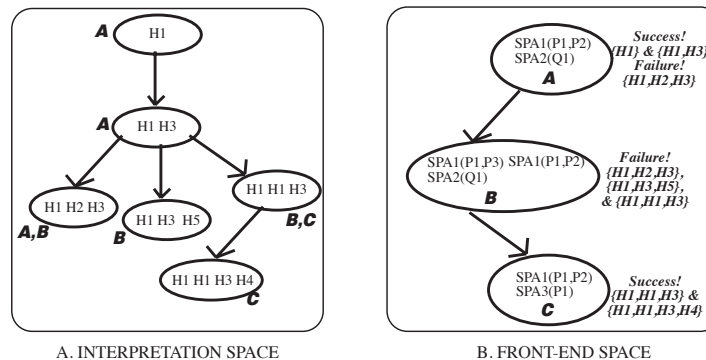 A
H1
A
H1 H3
H1 H2 H3
A,B
H1 H3 H5
B
H1 H1 H3
B,C
H1 H1 H3 H4
C
A. INTERPRETATION SPACE
SPA1(P1,P2)
SPA2(Q1)
A
Success!
{H1} & {H1,H3}
Failure!
{H1,H2,H3}
SPA1(P1,P3) SPA1(P1,P2)
SPA2(Q1)
B
Failure!
{H1,H2,H3},
{H1,H3,H5},
& {H1,H1,H3}
SPA1(P1,P2)
SPA3(P1)
C
Success!
{H1,H1,H3} &
{H1,H1,H3,H4}
B. FRONT-END SPACE